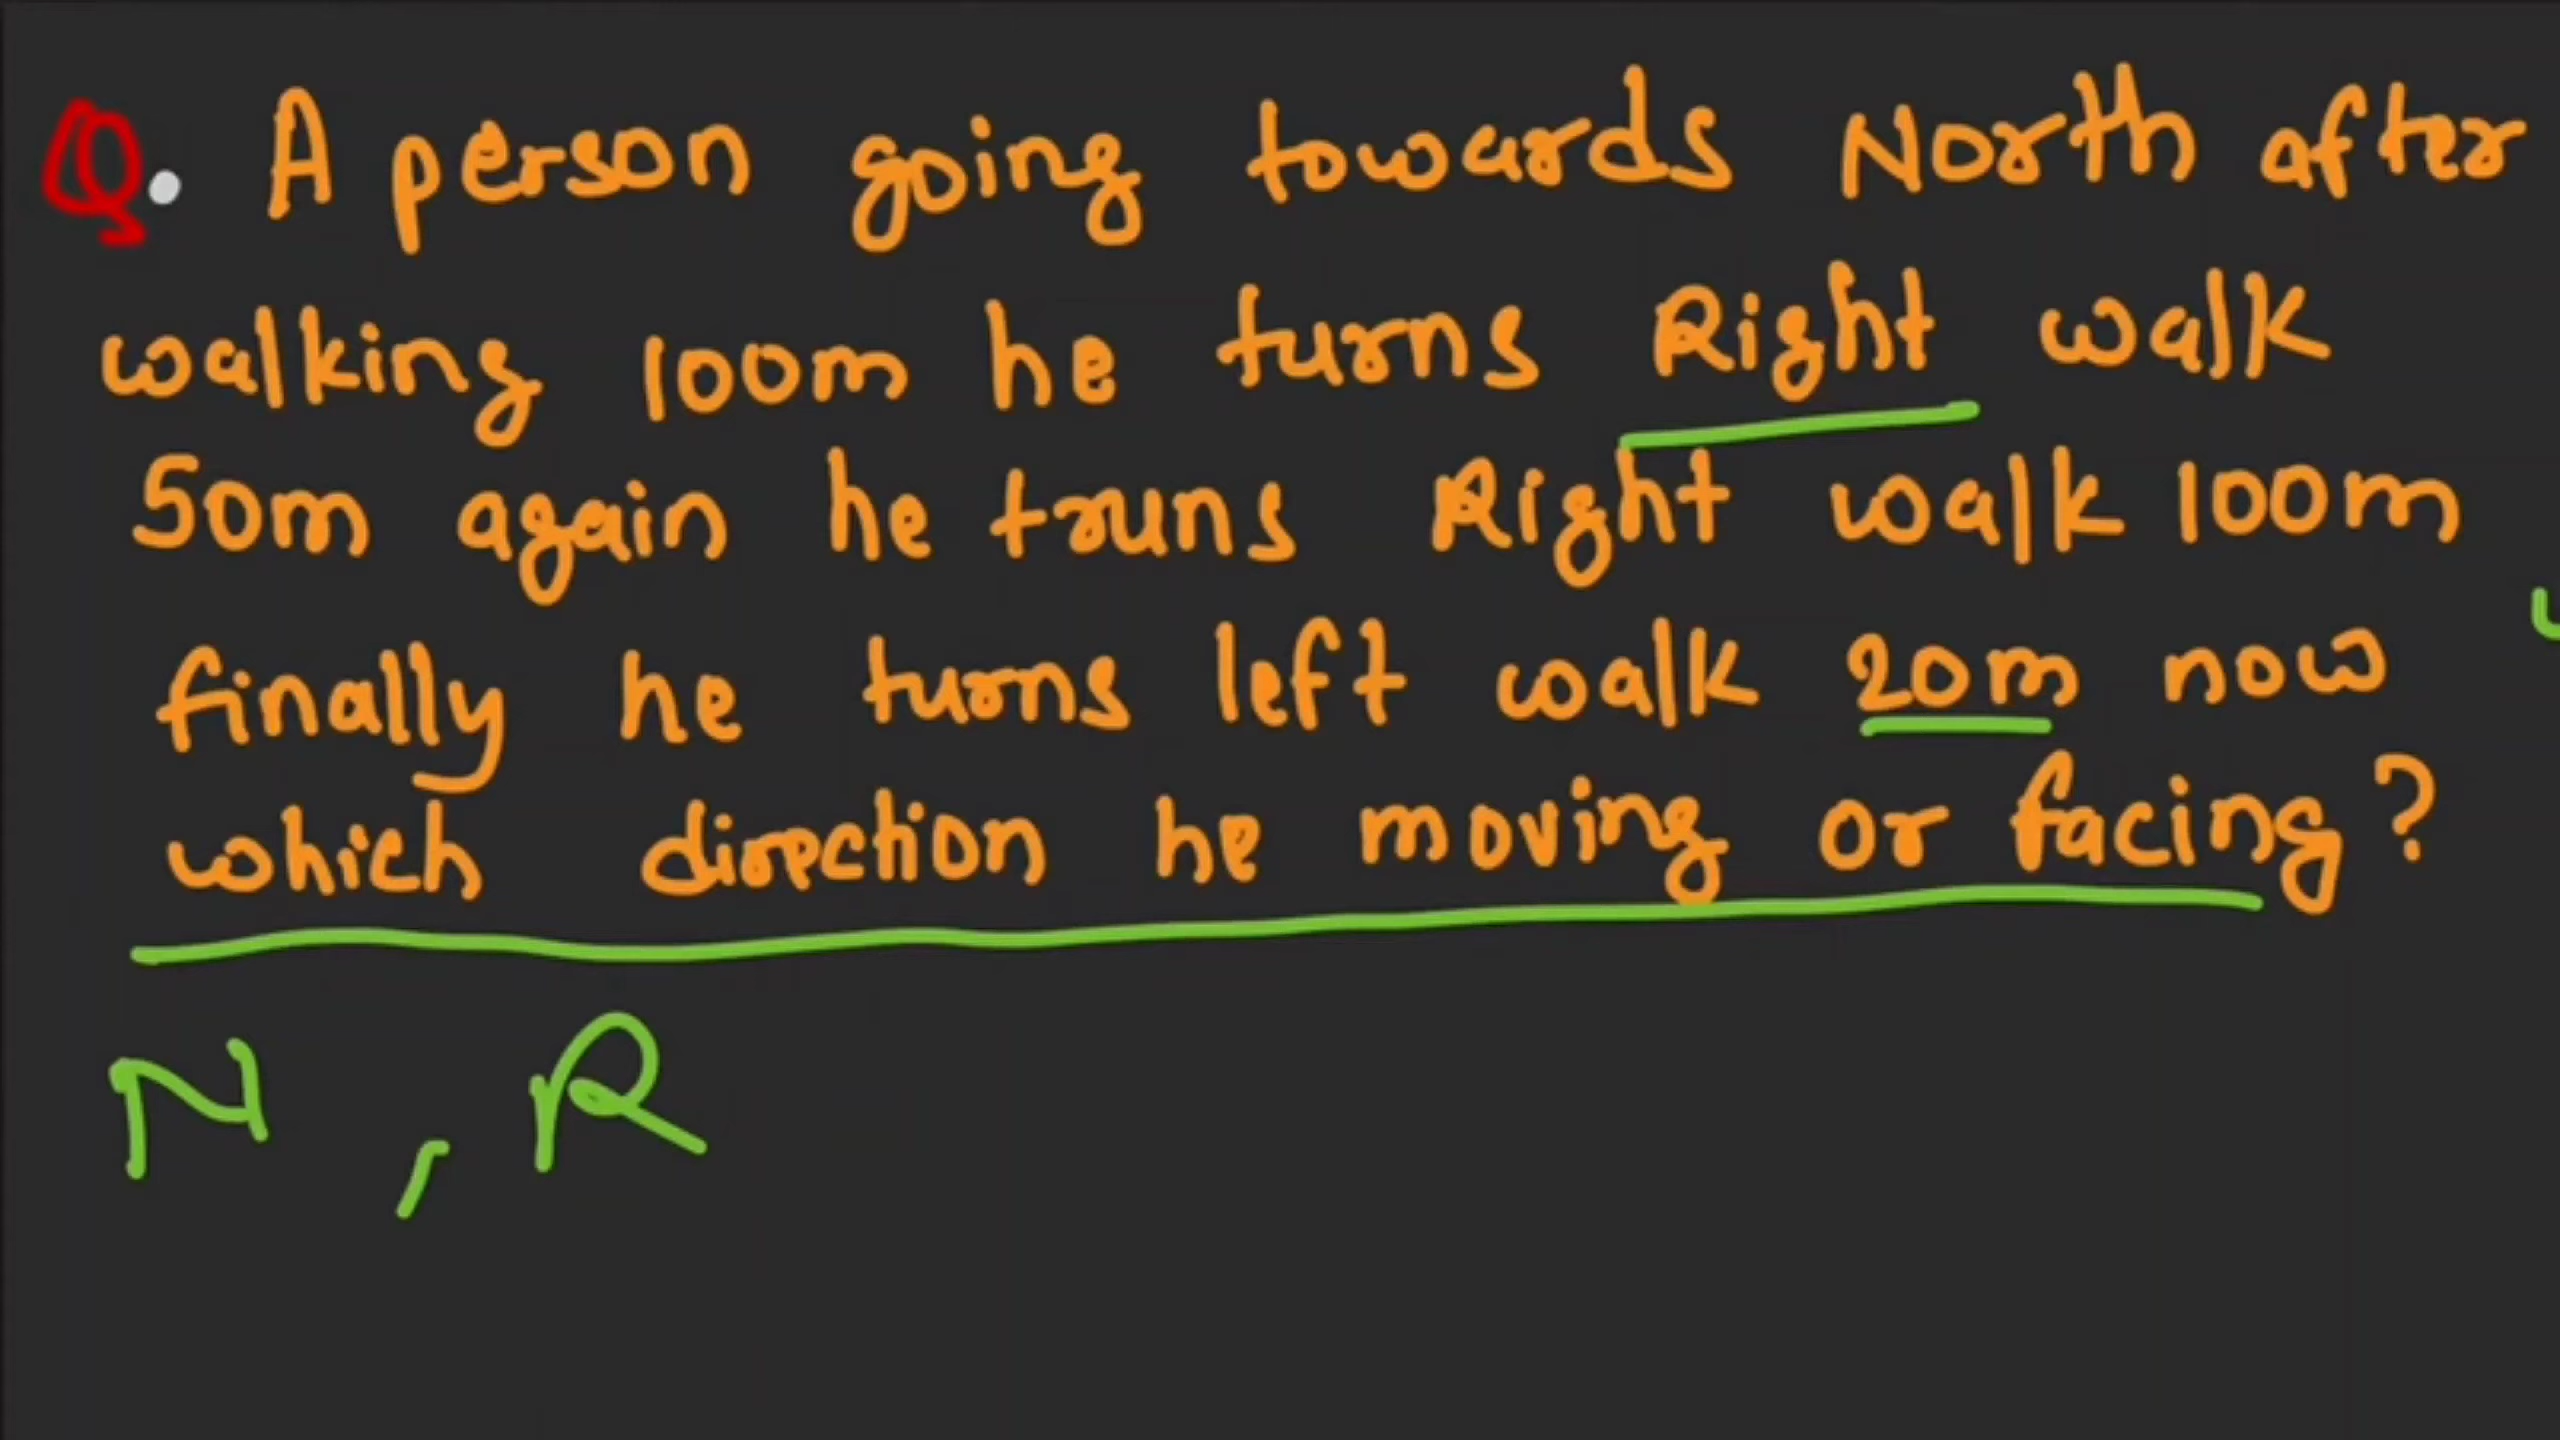 Q. A person going towards North after
walking 100m he turns Right walk
50m again he truns Right walk 100m
finally he turns left walk 20m now
which direction he moving or facing?
N, R